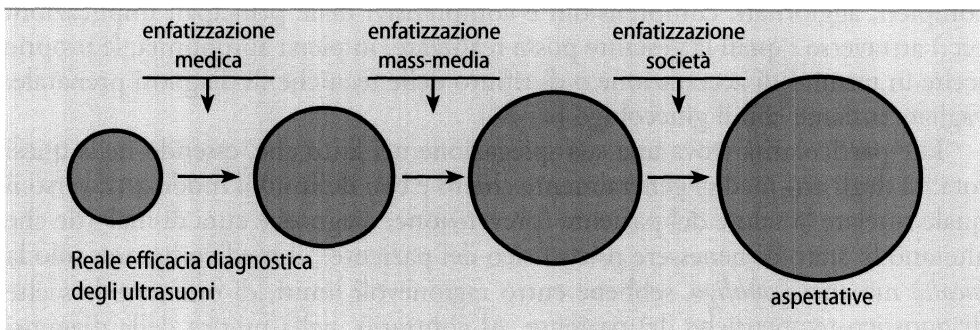 enfatizzazione
medica
enfatizzazione
mass-media
enfatizzazione
società
Reale efficacia diagnostica
degli ultrasuoni
aspettative